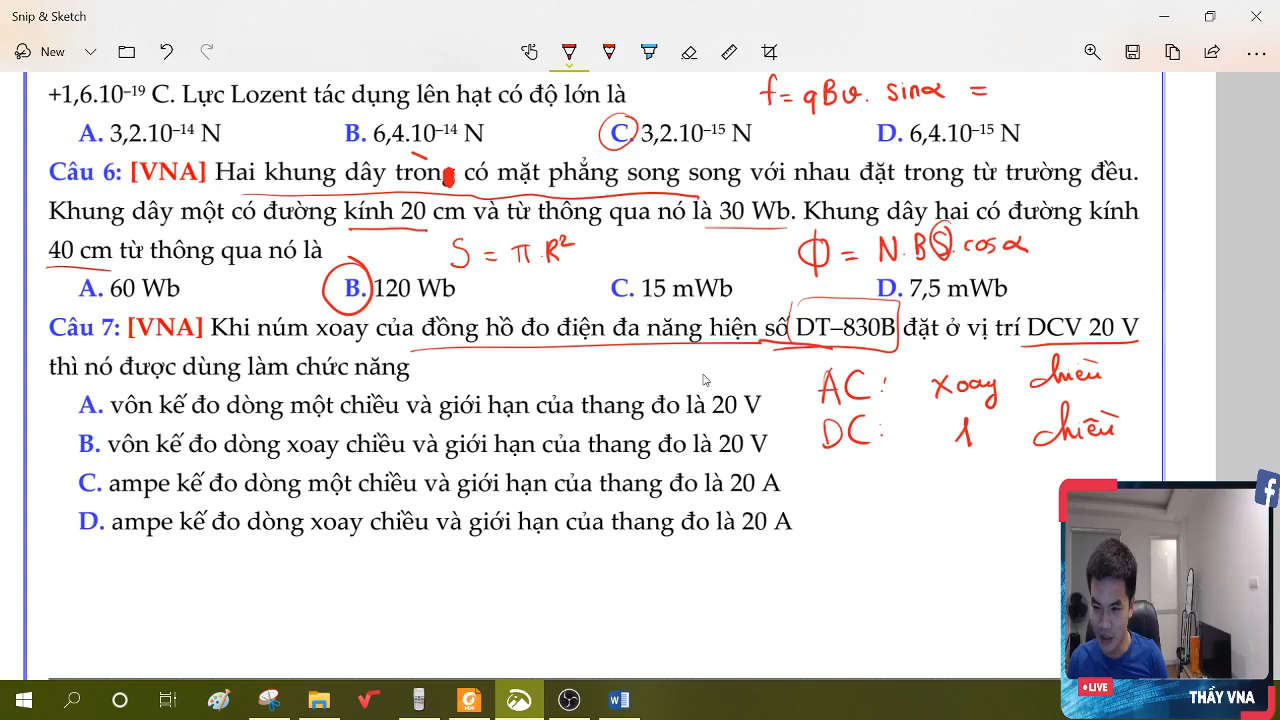 Snip & Sketch
New
+1,6.10⁻¹⁹ C. Lực Lozent tác dụng lên hạt có độ lớn là
f = qBv. sinα =
A. 3,2.10⁻¹⁴ N B. 6,4.10⁻¹⁴ N C. 3,2.10⁻¹⁵ N D. 6,4.10⁻¹⁵ N
Câu 6: [VNA] Hai khung dây tròn có mặt phẳng song song với nhau đặt trong từ trường đều.
Khung dây một có đường kính 20 cm và từ thông qua nó là 30 Wb. Khung dây hai có đường kính
40 cm từ thông qua nó là
S = π.R² Φ = N.BS.cosα
A. 60 Wb B. 120 Wb C. 15 mWb D. 7,5 mWb
Câu 7: [VNA] Khi núm xoay của đồng hồ đo điện đa năng hiện số DT–830B đặt ở vị trí DCV 20 V
thì nó được dùng làm chức năng
AC: xoay chiều
A. vôn kế đo dòng một chiều và giới hạn của thang đo là 20 V
DC: 1 chiều
B. vôn kế đo dòng xoay chiều và giới hạn của thang đo là 20 V
C. ampe kế đo dòng một chiều và giới hạn của thang đo là 20 A
D. ampe kế đo dòng xoay chiều và giới hạn của thang đo là 20 A
LIVE
THẦY VNA